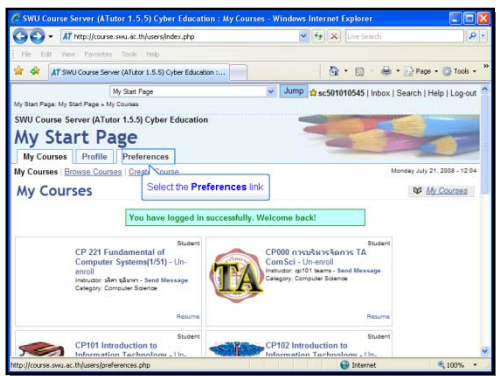 SWU Course Server (ATutor 1.5.5) Cyber Education : My Courses - Windows Internet Explorer
http://course.swu.ac.th/users/index.php
Live Search
File Edit View Favorites Tools Help
SWU Course Server (ATutor 1.5.5) Cyber Education : ...
Page Tools
My Start Page Jump sc501010545 | Inbox | Search | Help | Log-out
My Start Page: My Start Page » My Courses
SWU Course Server (ATutor 1.5.5) Cyber Education
My Start Page
My Courses Profile Preferences
My Courses | Browse Courses | Create Course
Monday July 21, 2008 - 12:04
Select the Preferences link
My Courses
My Courses
You have logged in successfully. Welcome back!
Student
CP 221 Fundamental of
Computer Systems(1/51) - Un-
enroll
Instructor: - Send Message
Category: Computer Science
Resume
Student
TA
CP000 การบริหารจัดการ TA
ComSci - Un-enroll
Instructor: cp101 teams - Send Message
Category: Computer Science
Resume
Student
CP101 Introduction to
Information Technology - Un-
Student
CP102 Introduction to
Information Technology - Un-
http://course.swu.ac.th/users/preferences.php
Internet
100%